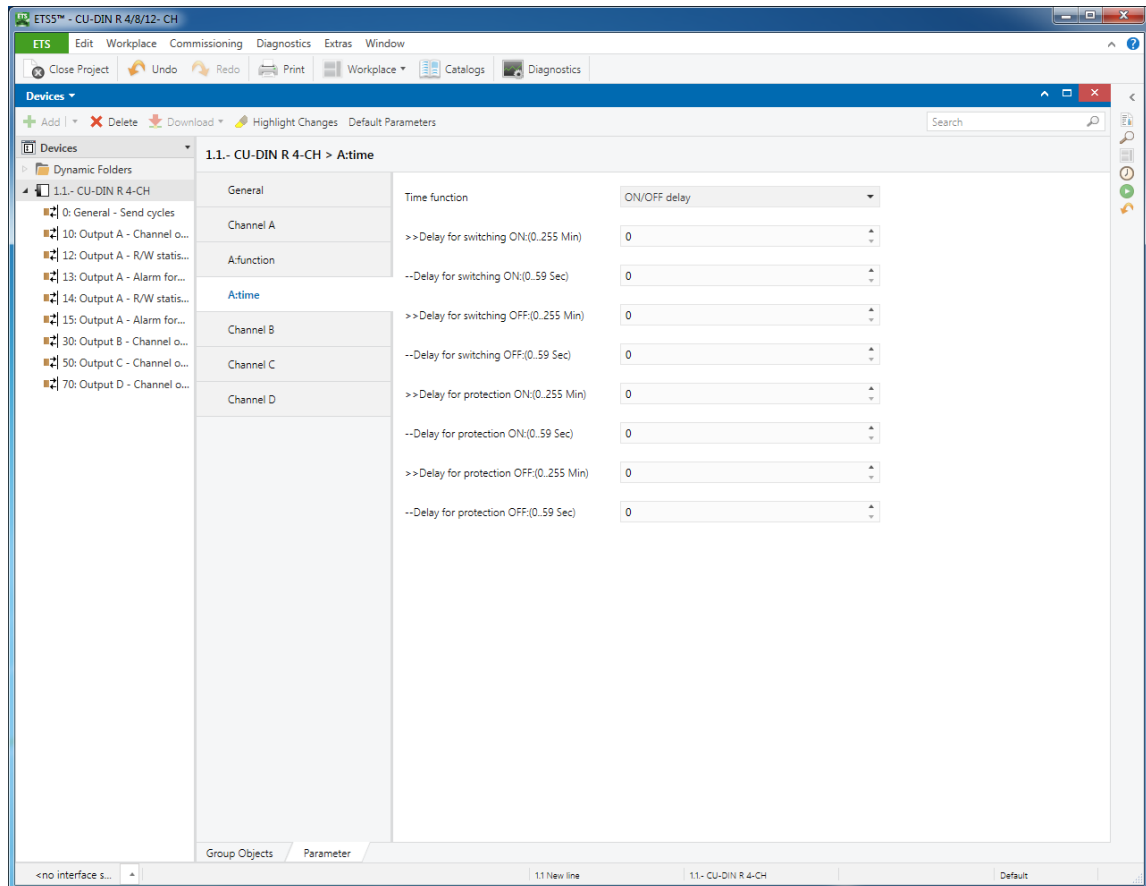 ETS5™ - CU-DIN R 4/8/12- CH
ETS Edit Workplace Commissioning Diagnostics Extras Window
Close Project Undo Redo Print Workplace Catalogs Diagnostics
Devices
Add Delete Download Highlight Changes Default Parameters Search
Devices
Dynamic Folders
1.1.- CU-DIN R 4-CH
0: General - Send cycles
10: Output A - Channel o...
12: Output A - R/W statis...
13: Output A - Alarm for...
14: Output A - R/W statis...
15: Output A - Alarm for...
30: Output B - Channel o...
50: Output C - Channel o...
70: Output D - Channel o...
1.1.- CU-DIN R 4-CH > A:time
General
Channel A
A:function
A:time
Channel B
Channel C
Channel D
Time function ON/OFF delay
>>Delay for switching ON:(0..255 Min) 0
--Delay for switching ON:(0..59 Sec) 0
>>Delay for switching OFF:(0..255 Min) 0
--Delay for switching OFF:(0..59 Sec) 0
>>Delay for protection ON:(0..255 Min) 0
--Delay for protection ON:(0..59 Sec) 0
>>Delay for protection OFF:(0..255 Min) 0
--Delay for protection OFF:(0..59 Sec) 0
Group Objects Parameter
<no interface s... 1.1 New line 1.1.- CU-DIN R 4-CH Default